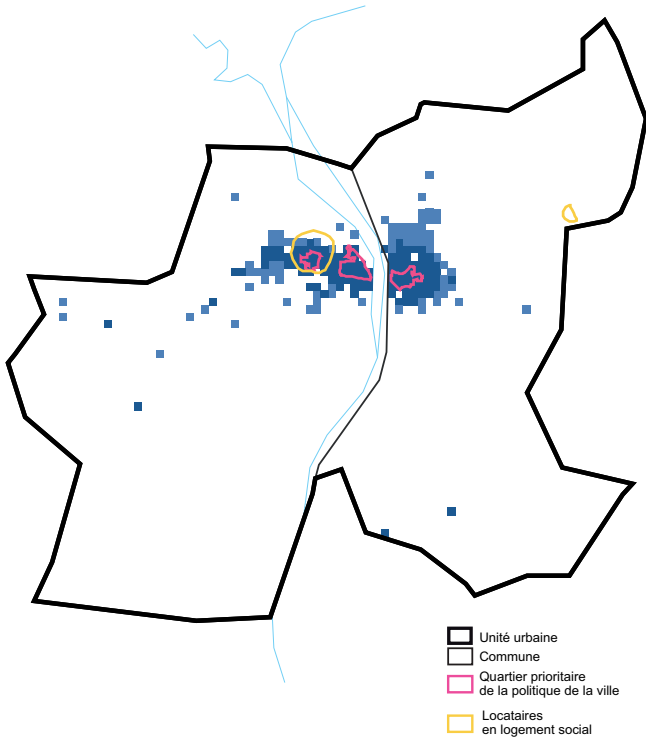 Unité urbaine
Commune
Quartier prioritaire
de la politique de la ville
Locataires
en logement social